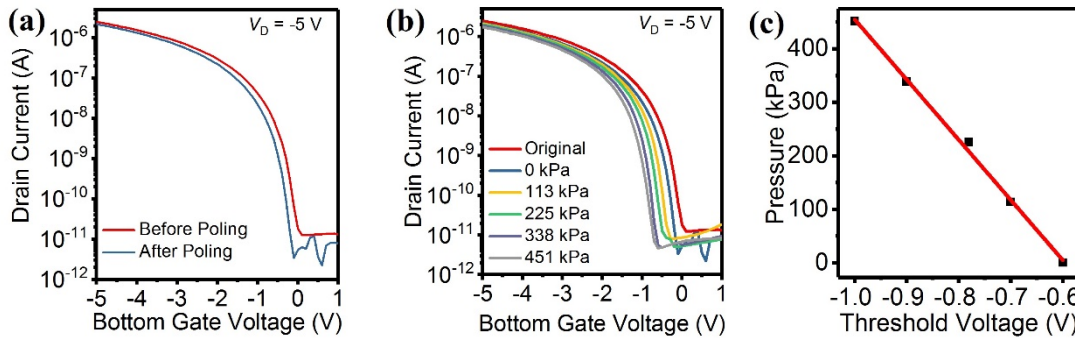 (a)
V_D = -5 V
10⁻⁶
10⁻⁷
10⁻⁸
10⁻⁹
10⁻¹⁰
10⁻¹¹
10⁻¹²
Drain Current (A)
Before Poling
After Poling
-5 -4 -3 -2 -1 0 1
Bottom Gate Voltage (V)
(b)
V_D = -5 V
10⁻⁶
10⁻⁷
10⁻⁸
10⁻⁹
10⁻¹⁰
10⁻¹¹
10⁻¹²
Drain Current (A)
Original
0 kPa
113 kPa
225 kPa
338 kPa
451 kPa
-5 -4 -3 -2 -1 0 1
Bottom Gate Voltage (V)
(c)
400
300
200
100
0
Pressure (kPa)
-1.0 -0.9 -0.8 -0.7 -0.6
Threshold Voltage (V)